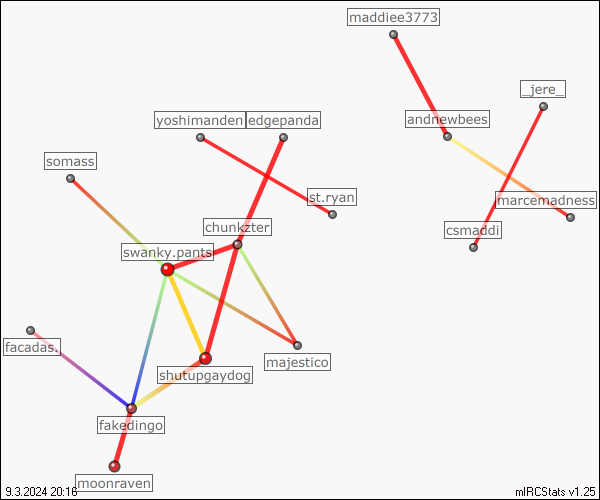 maddiee3773
_jere_
yoshimanden
edgepanda
andnewbees
somass
st.ryan
marcemadness
chunkzter
csmaddi
swanky.pants
facadas.
majestico
shutupgaydog
fakedingo
moonraven
9.3.2024 20:16
mIRCStats v1.25